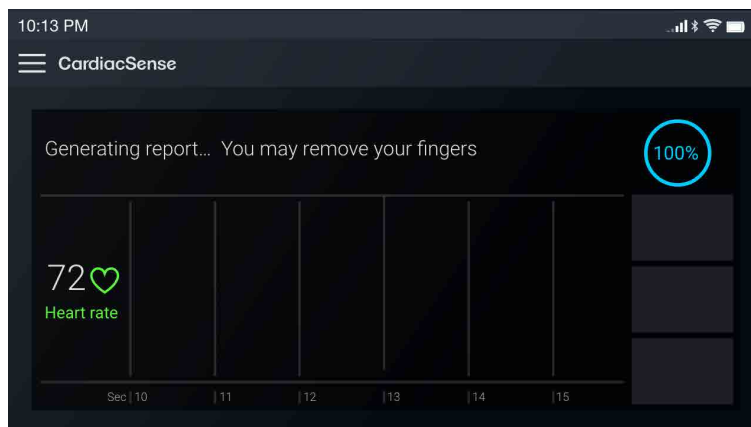 10:13 PM
CardiacSense
Generating report... You may remove your fingers
100%
72
Heart rate
Sec 10 11 12 13 14 15